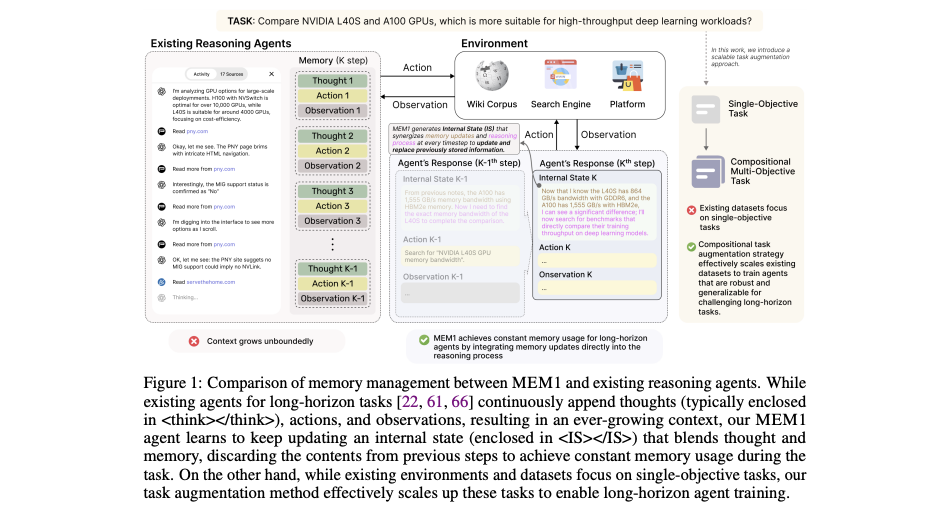 TASK: Compare NVIDIA L40S and A100 GPUs, which is more suitable for high-throughput deep learning workloads?
Existing Reasoning Agents
Activity
17 Sources
I'm analyzing GPU options for large-scale
deployments. H100 with NVSwitch is
optimal for over 10,000 GPUs, while
L40S is suitable for around 4000 GPUs,
focusing on cost-efficiency.
Read pny.com
Okay, let me see. The PNY page brims
with intricate HTML navigation.
Read more from pny.com
Interestingly, the MIG support status is
confirmed as "No"
Read more from pny.com
I'm digging into the interface to see more
options as I scroll.
Read more from pny.com
OK, let me see: the PNY site suggests no
MIG support could imply no NVLink.
Read servethehome.com
Thinking...
Memory (K step)
Thought 1
Action 1
Observation 1
Thought 2
Action 2
Observation 2
Thought 3
Action 3
Observation 3
Thought K-1
Action K-1
Observation K-1
Context grows unboundedly
Action
Observation
Environment
Wiki Corpus
Search Engine
Platform
MEM1 generates Internal State (IS) that
synergizes memory updates and reasoning
process at every timestep to update and
replace previously stored information.
Action
Observation
Agent's Response (K-1th step)
Internal State K-1
From previous notes, the A100 has
1,555 GB/s memory bandwidth using
HBM2e. Now I need to find
the exact memory bandwidth of the
L40S to complete the comparison.
Action K-1
Search for "NVIDIA L40S GPU
memory bandwidth".
Observation K-1
...
Agent's Response (Kth step)
Internal State K
Now that I know the L40S has 864
GB/s bandwidth with GDDR6, and the
A100 has 1,555 GB/s with HBM2e,
I can see a significant difference; I'll
now search for benchmarks that
directly compare their training
throughput on deep learning models.
Action K
...
Onservation K
...
MEM1 achieves constant memory usage for long-horizon
agents by integrating memory updates directly into the
reasoning process
In this work, we introduce a
scalable task augmentation
approach.
Single-Objective
Task
Compositional
Multi-Objective
Task
Existing datasets focus
on single-objective
tasks
Compositional task
augmentation strategy
effectively scales existing
datasets to train agents
that are robust and
generalizable for
challenging long-horizon
tasks.
Figure 1: Comparison of memory management between MEM1 and existing reasoning agents. While
existing agents for long-horizon tasks [22, 61, 66] continuously append thoughts (typically enclosed
in <think></think>), actions, and observations, resulting in an ever-growing context, our MEM1
agent learns to keep updating an internal state (enclosed in <IS></IS>) that blends thought and
memory, discarding the contents from previous steps to achieve constant memory usage during the
task. On the other hand, while existing environments and datasets focus on single-objective tasks, our
task augmentation method effectively scales up these tasks to enable long-horizon agent training.